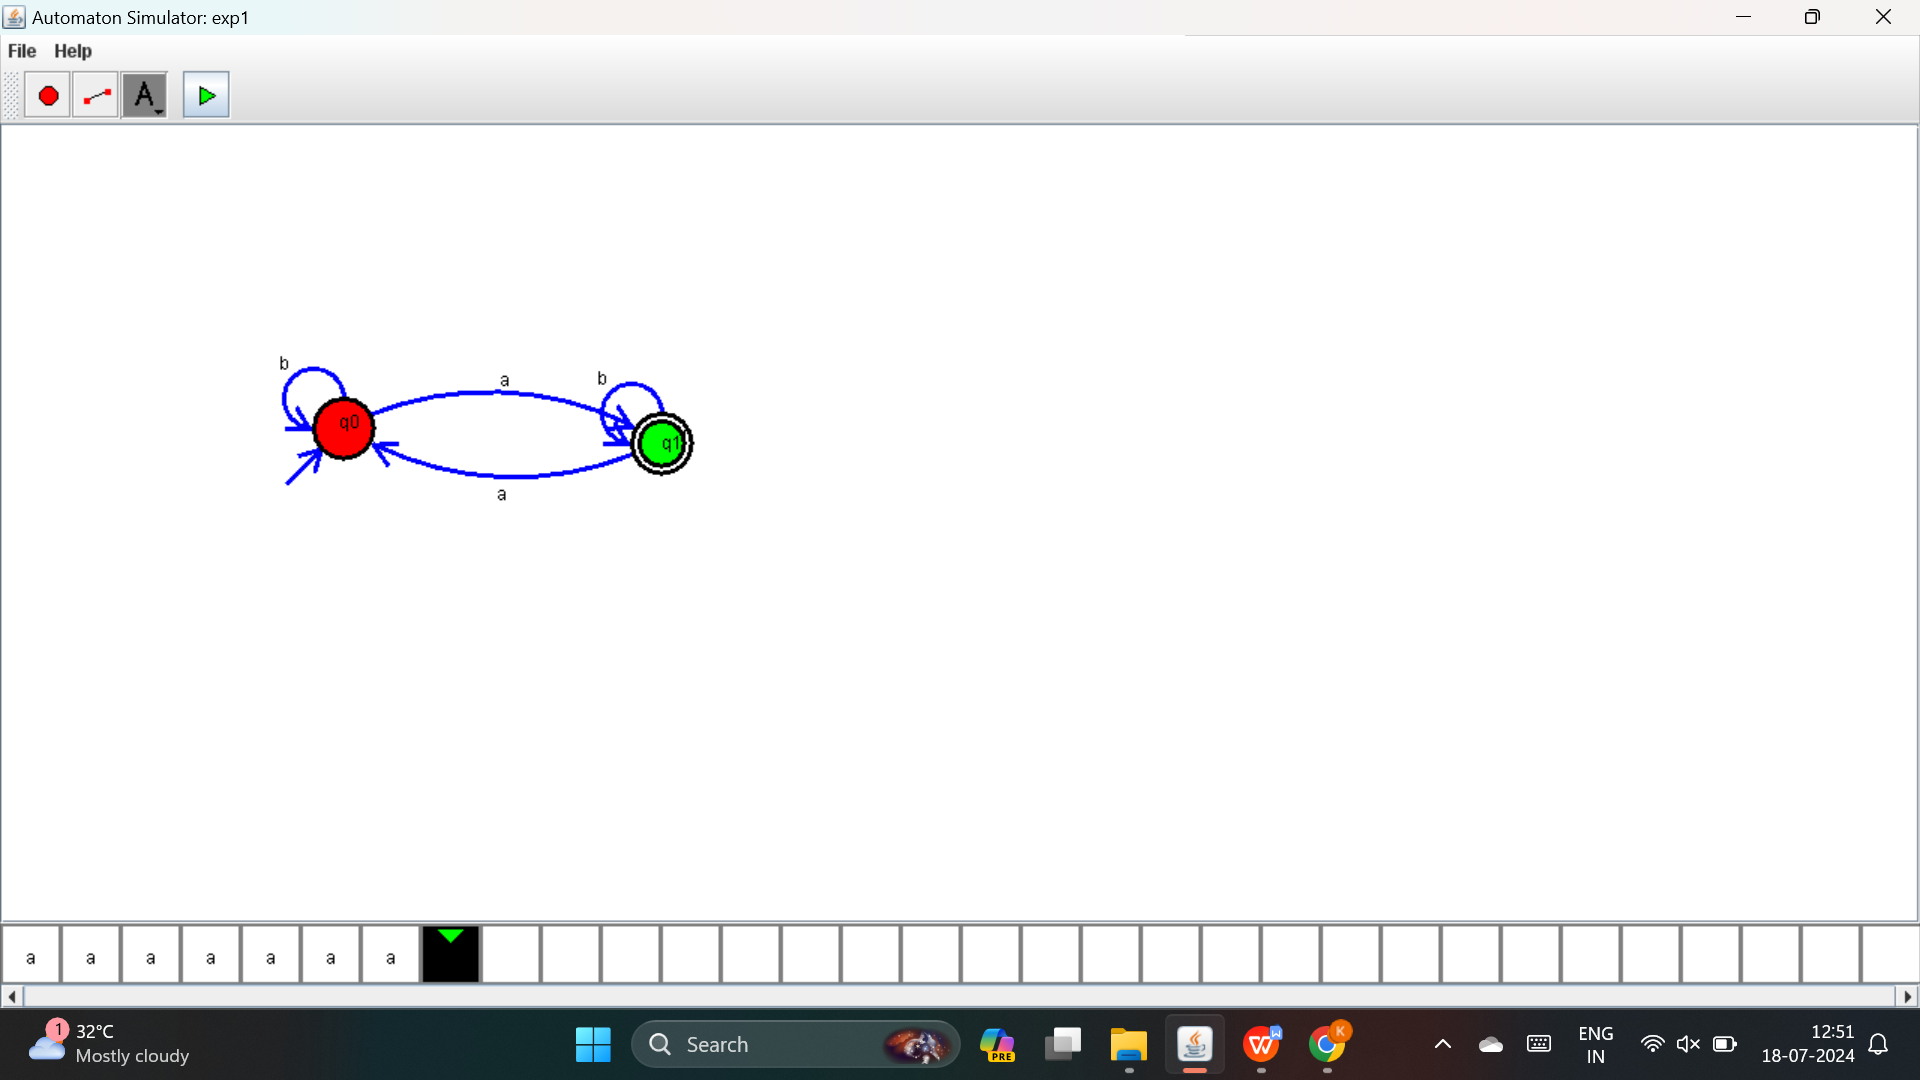 Automaton Simulator: exp1
File Help
A
b
a
b
q0
q1
a
a a a a a a a
1
32°C
Mostly cloudy
Search
PRE
W
W
K
ENG
IN
12:51
18-07-2024